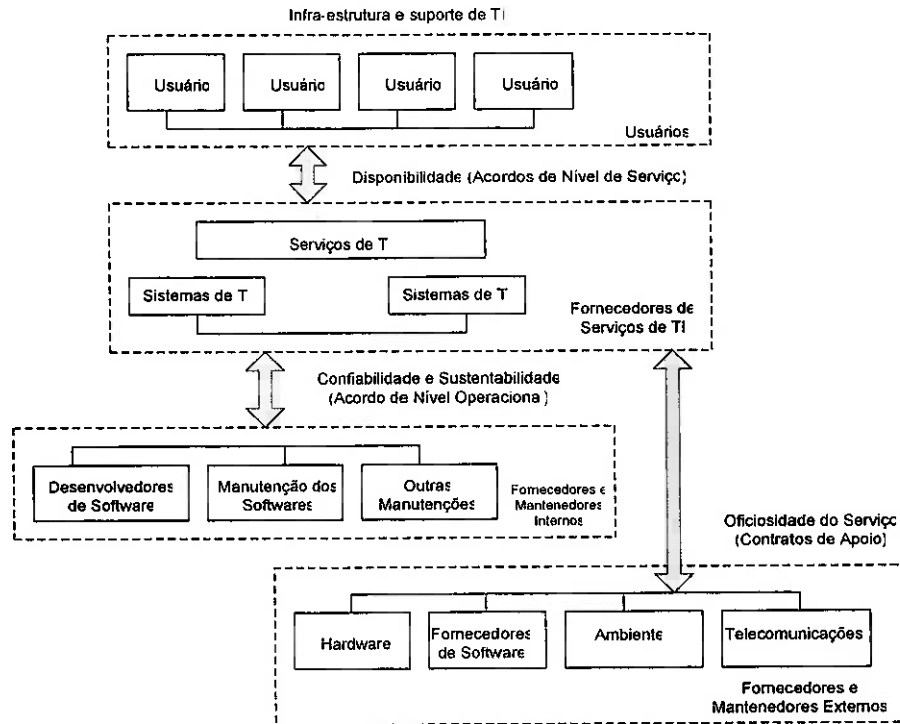 Infra-estrutura e suporte de TI
Usuário
Usuário
Usuário
Usuário
Usuários
Disponibilidade (Acordos de Nível de Serviço)
Serviços de T
Sistemas de T
Sistemas de T
Fornecedores de
Serviços de TI
Confiabilidade e Sustentabilidade
(Acordo de Nível Operaciona)
Desenvolvedores
de Software
Manutenção dos
Softwares
Outras
Manutenções
Fornecedores e
Mantenedores
Internos
Oficiosidade do Serviço
(Contratos de Apoio)
Hardware
Fornecedores
de Software
Ambiente
Telecomunicações
Fornecedores e
Mantenedores Externos